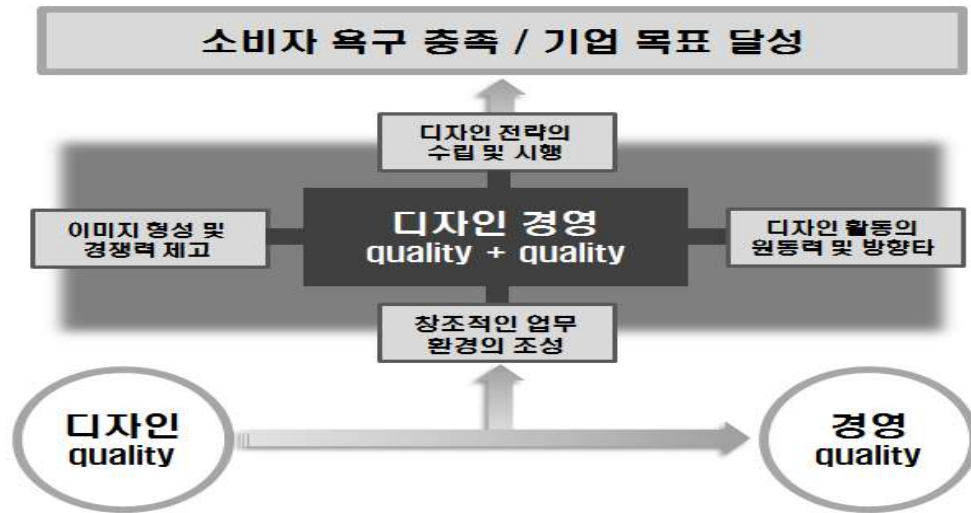 소비자 욕구 충족 / 기업 목표 달성
디자인 전략의
수립 및 시행
이미지 형성 및
경쟁력 제고
디자인 경영
quality + quality
디자인 활동의
원동력 및 방향타
창조적인 업무
환경의 조성
디자인
quality
경영
quality